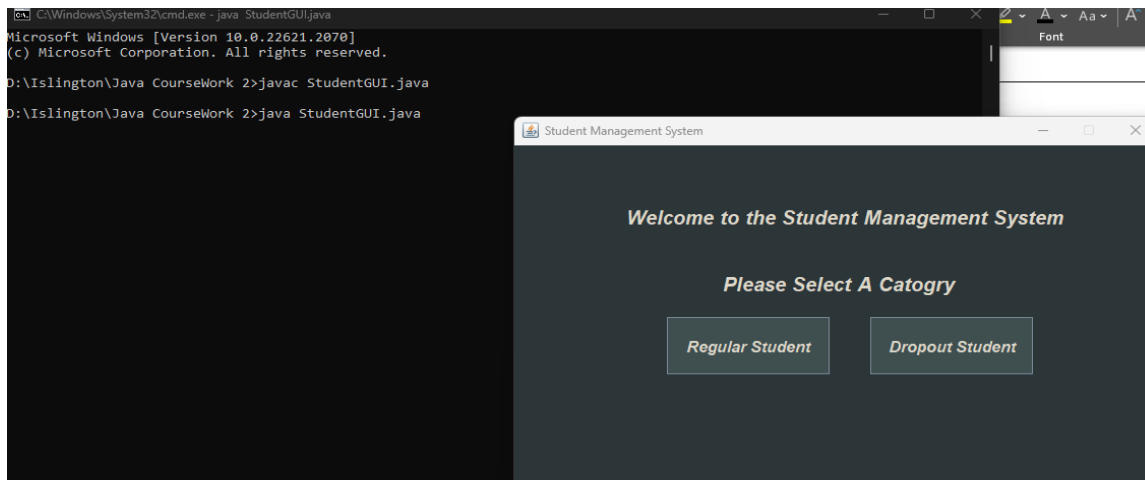 C:\Windows\System32\cmd.exe - java StudentGUI.java
Aa
Font
Microsoft Windows [Version 10.0.22621.2070]
(c) Microsoft Corporation. All rights reserved.
D:\Islington\Java CourseWork 2>javac StudentGUI.java
D:\Islington\Java CourseWork 2>java StudentGUI.java
Student Management System
Welcome to the Student Management System
Please Select A Catogry
Regular Student
Dropout Student